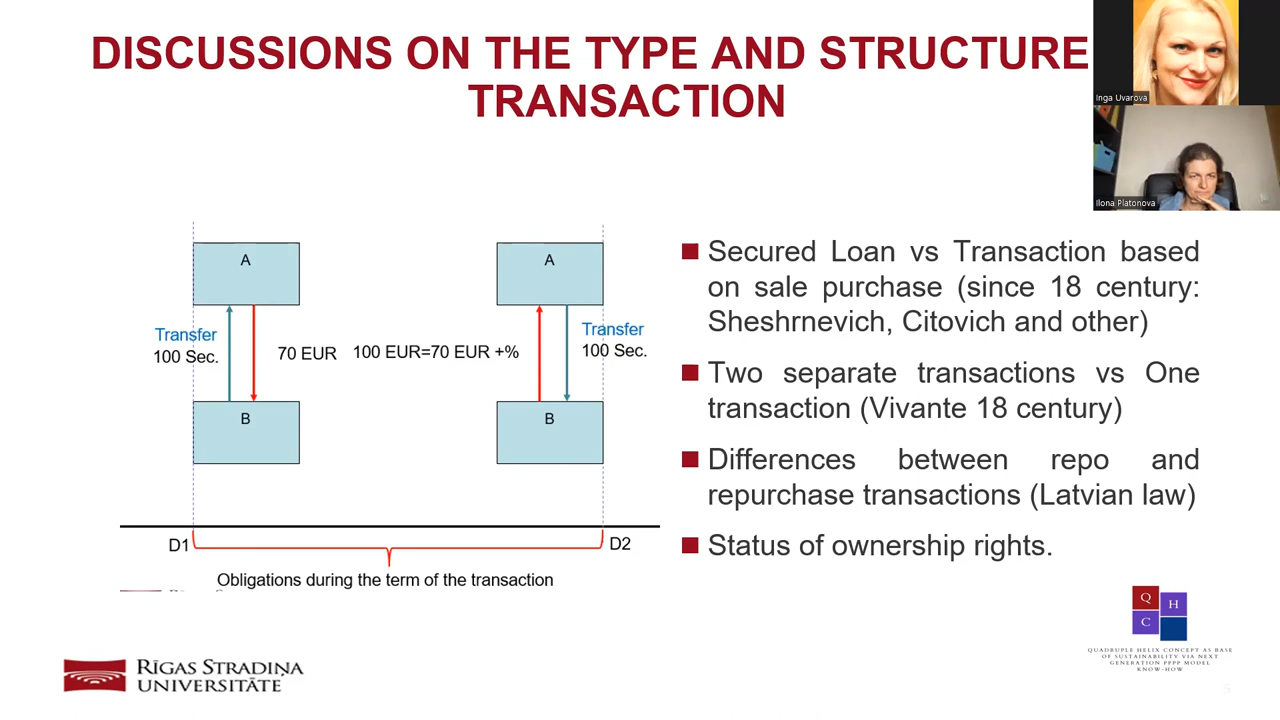 DISCUSSIONS ON THE TYPE AND STRUCTURE
TRANSACTION
Inga Uvarova
Ilona Platonova
A
A
Transfer
100 Sec.
70 EUR
100 EUR=70 EUR +%
Transfer
100 Sec.
B
B
D1
D2
Obligations during the term of the transaction
Secured Loan vs Transaction based
on sale purchase (since 18 century:
Sheshrnevich, Citovich and other)
Two separate transactions vs One
transaction (Vivante 18 century)
Differences between repo and
repurchase transactions (Latvian law)
Status of ownership rights.
Q
H
C
QUADRUPLE HELIX CONCEPT AS BASE
OF SUSTAINABILITY VIA NEXT
GENERATION PPPP MODEL
KNOW-HOW
RĪGAS STRADIŅA
UNIVERSITĀTE
5